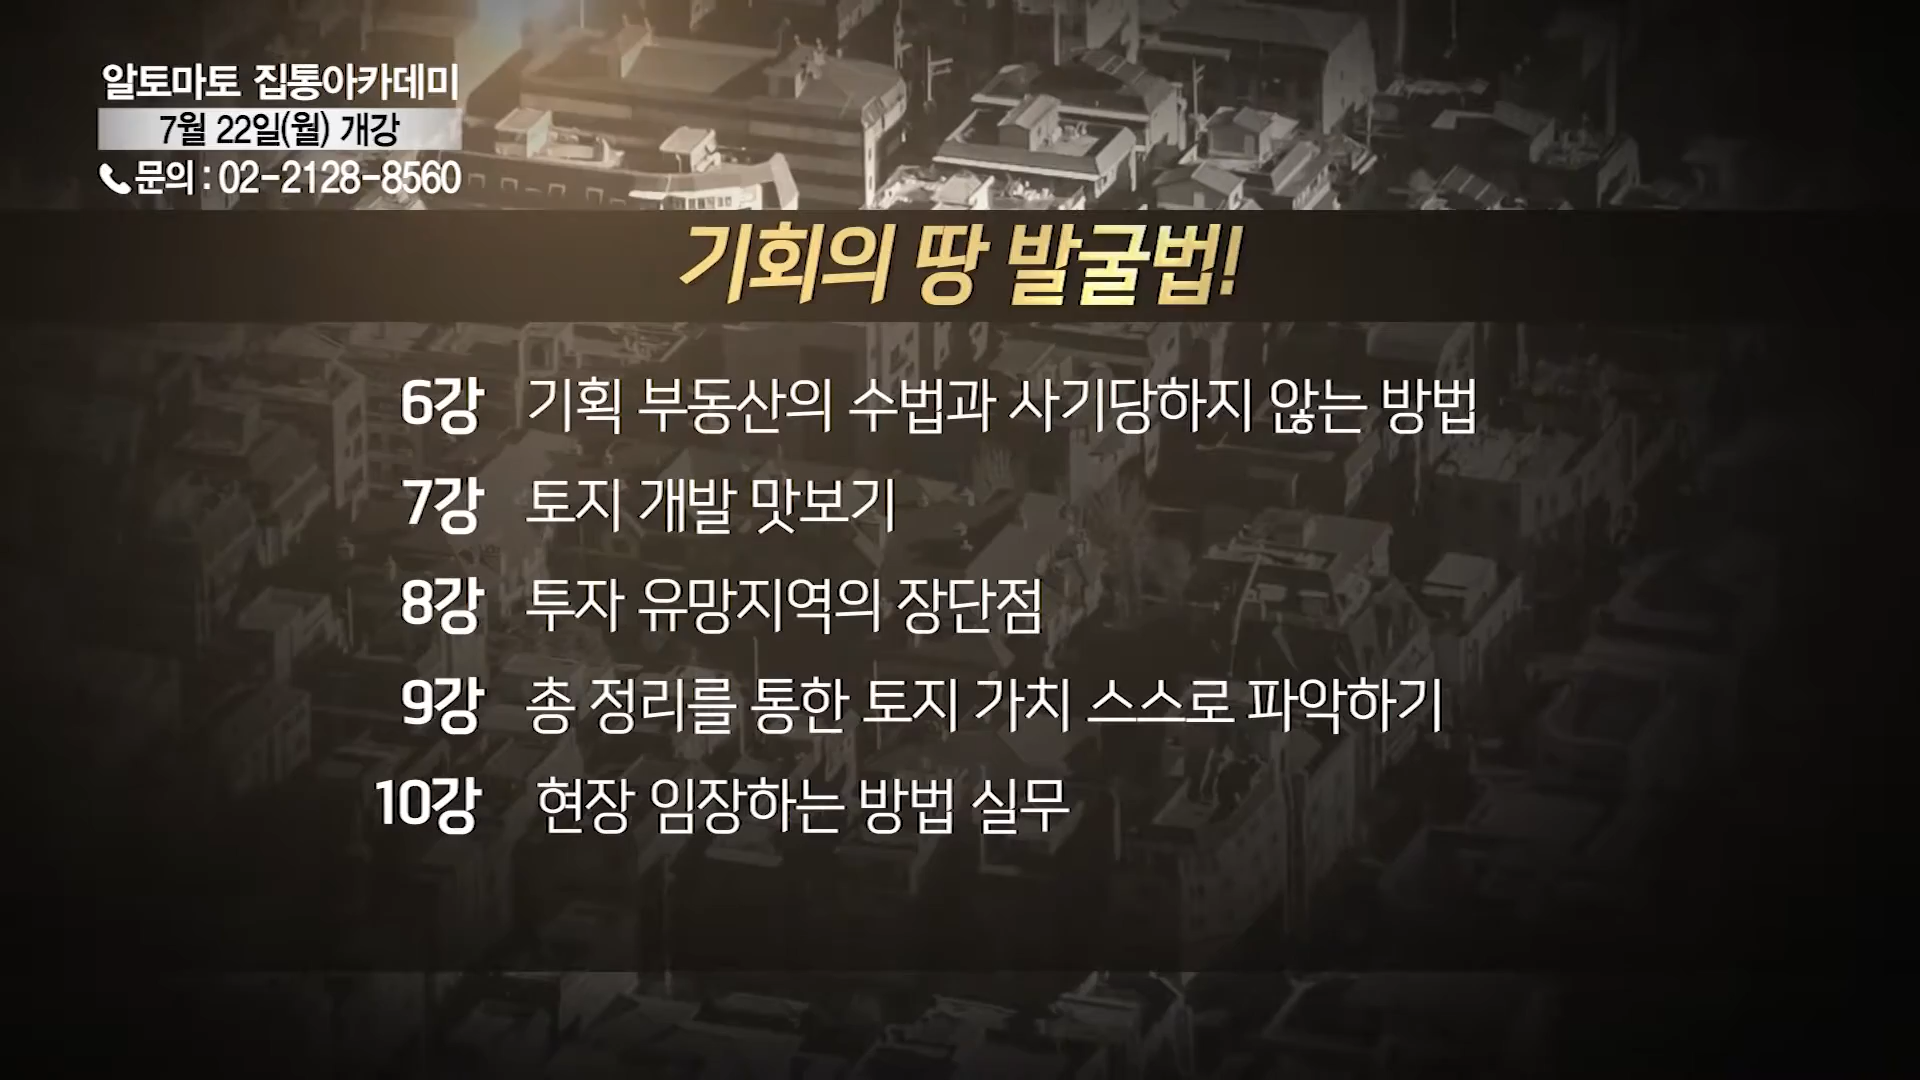 알토마토 집통아카데미
7월 22일(월) 개강
문의 : 02-2128-8560
기회의 땅 발굴법!
6강 기획 부동산의 수법과 사기당하지 않는 방법
7강 토지 개발 맛보기
8강 투자 유망지역의 장단점
9강 총 정리를 통한 토지 가치 스스로 파악하기
10강 현장 임장하는 방법 실무